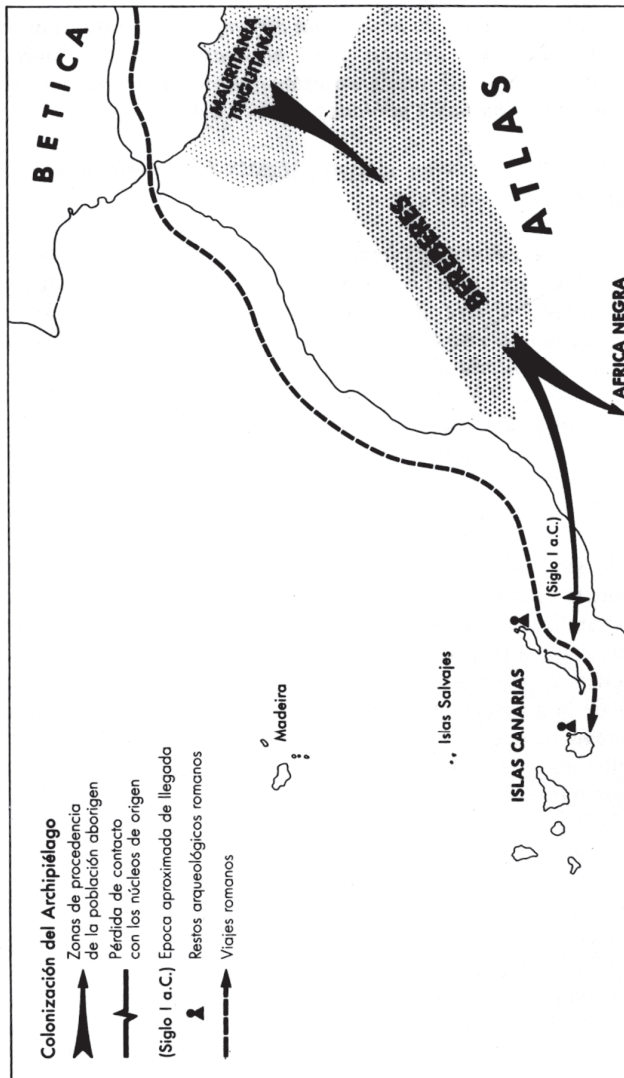 Colonización del Archipiélago
Zonas de procedencia
de la población aborigen
Pérdida de contacto
con los núcleos de origen
(Siglo I a.C.) Epoca aproximada de llegada
Restos arqueológicos romanos
Viajes romanos
BETICA
MAURITANIA
TINGUITANA
BEREBERES
ATLAS
AFRICA NEGRA
Madeira
Islas Salvajes
(Siglo I a.C.)
ISLAS CANARIAS